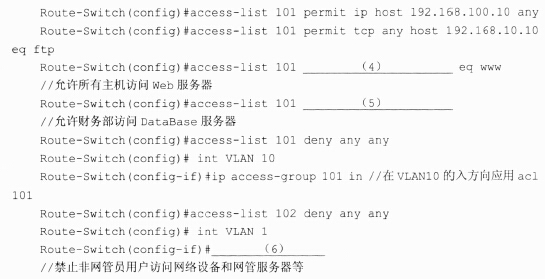 Route-Switch(config)#access-list 101 permit ip host 192.168.100.10 any
Route-Switch(config)#access-list 101 permit tcp any host 192.168.10.10
eq ftp
Route-Switch(config)#access-list 101 ________(4)________ eq www
//允许所有主机访问 Web 服务器
Route-Switch(config)#access-list 101 ________(5)________
//允许财务部访问 DataBase 服务器
Route-Switch(config)#access-list 101 deny any any
Route-Switch(config)# int VLAN 10
Route-Switch(config-if)#ip access-group 101 in //在 VLAN10 的入方向应用 acl
101
Route-Switch(config)#access-list 102 deny any any
Route-Switch(config)# int VLAN 1
Route-Switch(config-if)#______(6)______
//禁止非网管员用户访问网络设备和网管服务器等